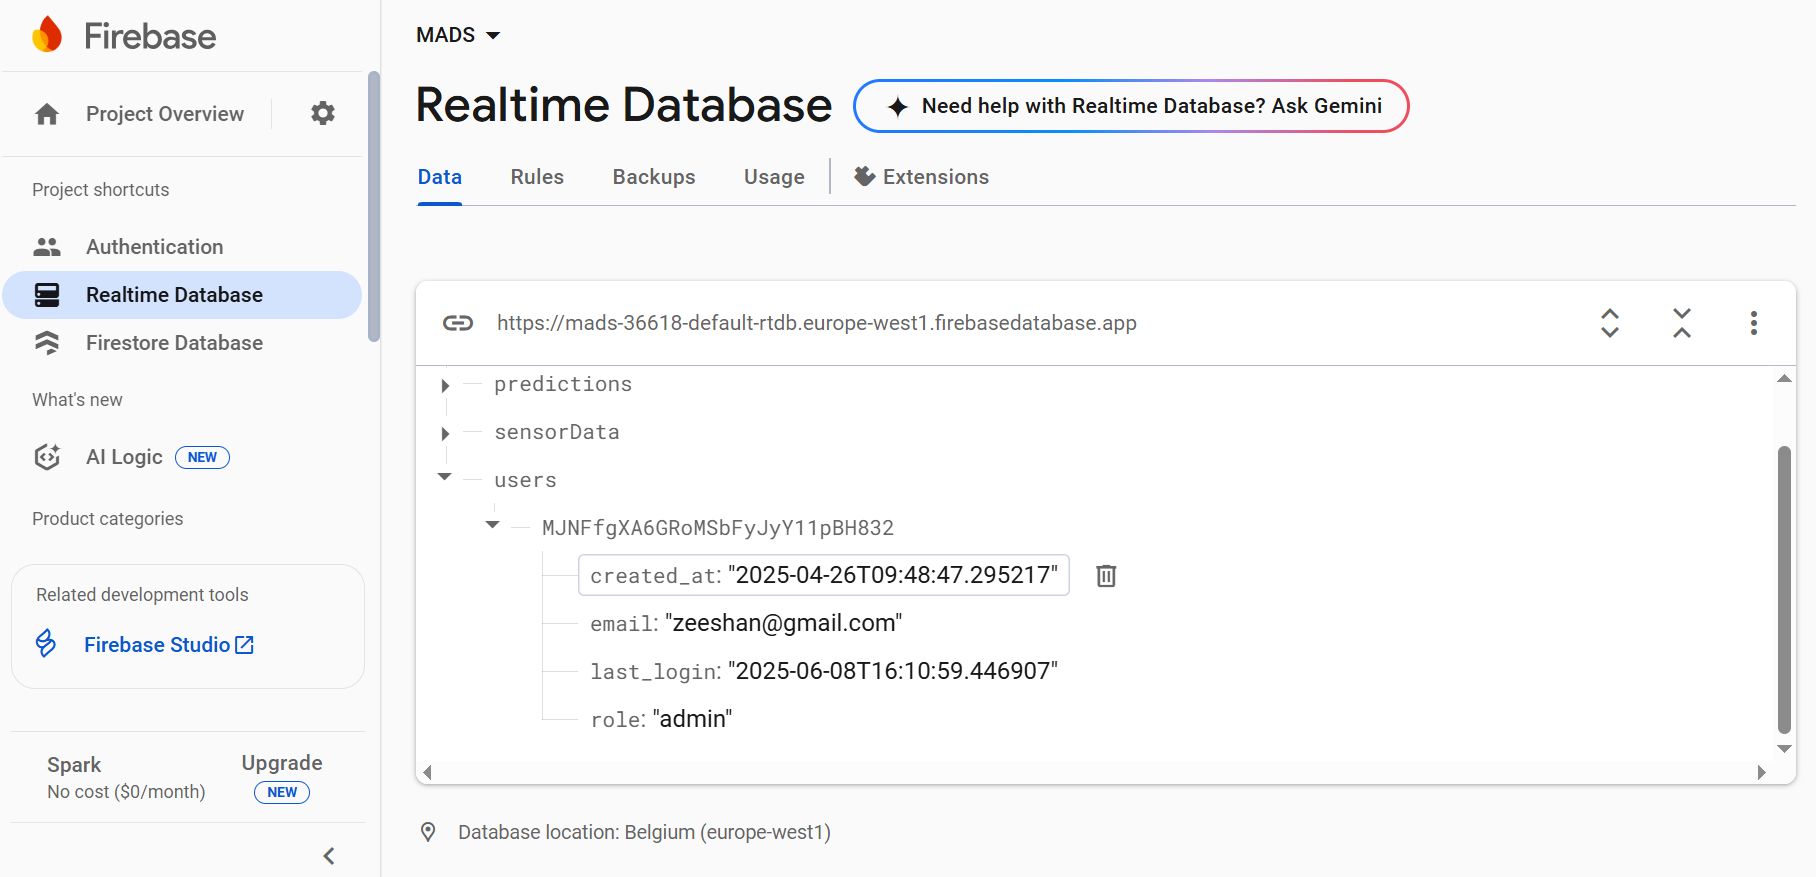 Firebase
Project Overview
Project shortcuts
Authentication
Realtime Database
Firestore Database
What's new
AI Logic NEW
Product categories
Related development tools
Firebase Studio
Spark
No cost ($0/month)
Upgrade
NEW
MADS
Realtime Database
Need help with Realtime Database? Ask Gemini
Data Rules Backups Usage Extensions
https://mads-36618-default-rtdb.europe-west1.firebasedatabase.app
predictions
sensorData
users
MJNFfgXA6GRoMSbFyJyY11pBH832
created_at: "2025-04-26T09:48:47.295217"
email: "zeeshan@gmail.com"
last_login: "2025-06-08T16:10:59.446907"
role: "admin"
Database location: Belgium (europe-west1)